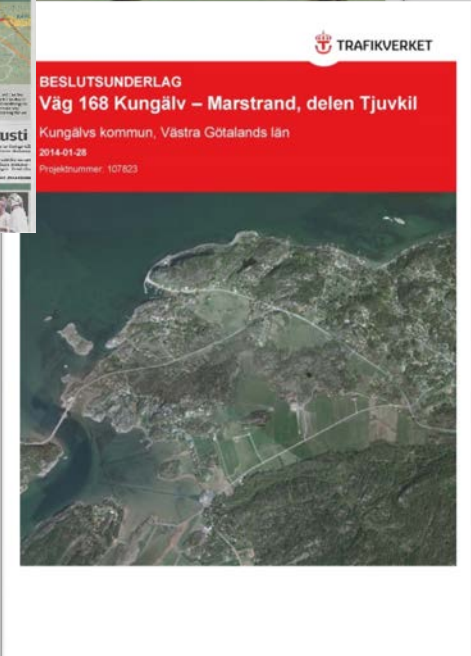 TRAFIKVERKET
BESLUTSUNDERLAG
Väg 168 Kungälv – Marstrand, delen Tjuvkil
Kungälvs kommun, Västra Götalands län
2014-01-28
Projektnummer: 107823
usti